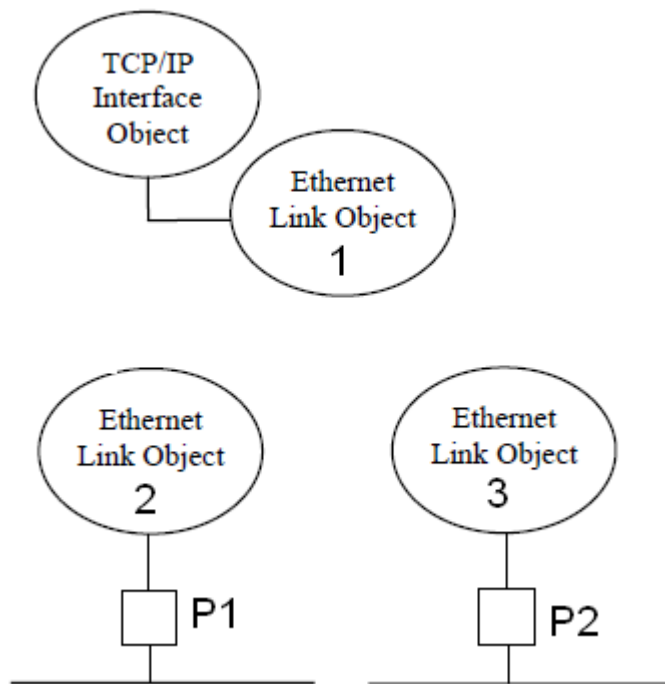 TCP/IP
Interface
Object
Ethernet
Link Object
1
Ethernet
Link Object
2
P1
Ethernet
Link Object
3
P2